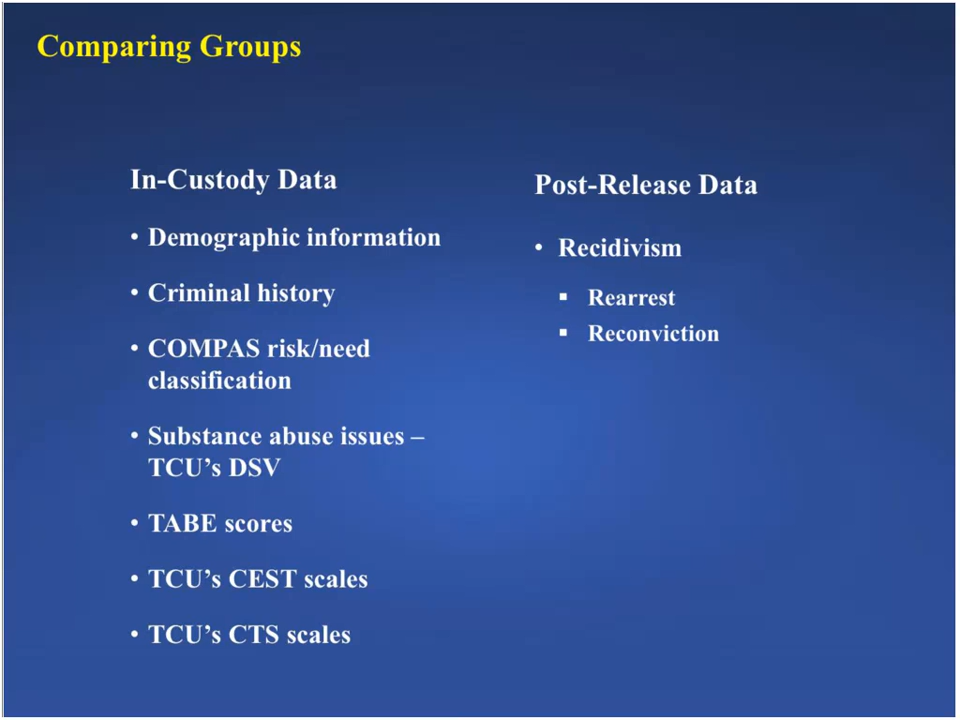 Comparing Groups
In-Custody Data
• Demographic information
• Criminal history
• COMPAS risk/need
classification
• Substance abuse issues –
TCU’s DSV
• TABE scores
• TCU’s CEST scales
• TCU’s CTS scales
Post-Release Data
• Recidivism
▪ Rearrest
▪ Reconviction